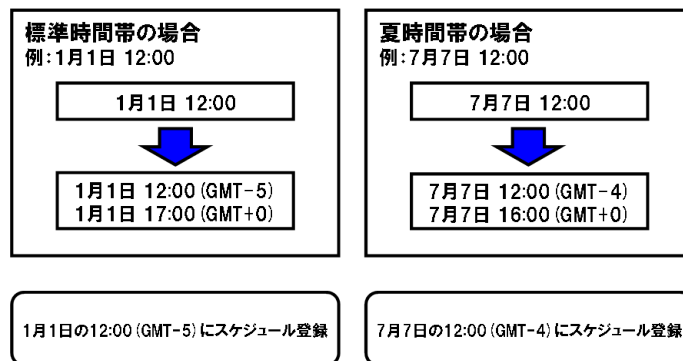 標準時間帯の場合
例:1月1日 12:00
1月1日 12:00
1月1日 12:00(GMT-5)
1月1日 17:00(GMT+0)
1月1日の12:00(GMT-5)にスケジュール登録
夏時間帯の場合
例:7月7日 12:00
7月7日 12:00
7月7日 12:00(GMT-4)
7月7日 16:00(GMT+0)
7月7日の12:00(GMT-4)にスケジュール登録